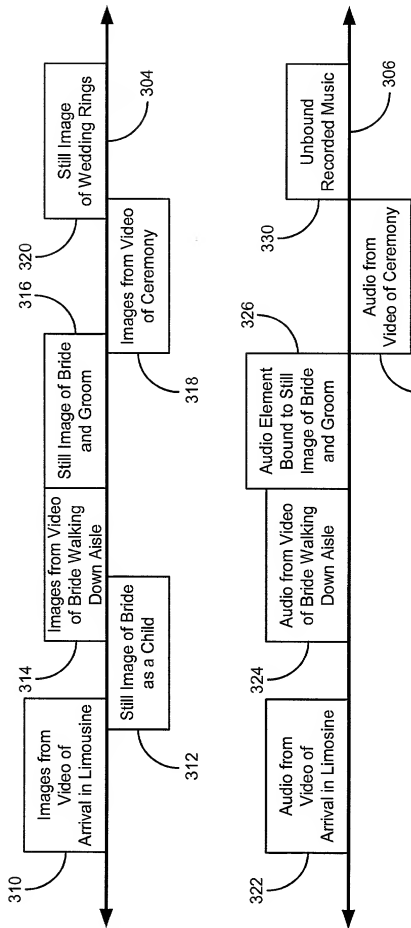 310
Images from
Video of
Arrival in Limousine
312
Still Image of Bride
as a Child
314
Images from Video
of Bride Walking
Down Aisle
316
Still Image of Bride
and Groom
318
Images from Video
of Ceremony
320
Still Image
of Wedding Rings
304
322
Audio from
Video of
Arrival in Limousine
324
Audio from Video
of Bride Walking
Down Aisle
326
Audio Element
Bound to Still
Image of Bride
and Groom
Audio from
Video of Ceremony
330
Unbound
Recorded Music
306